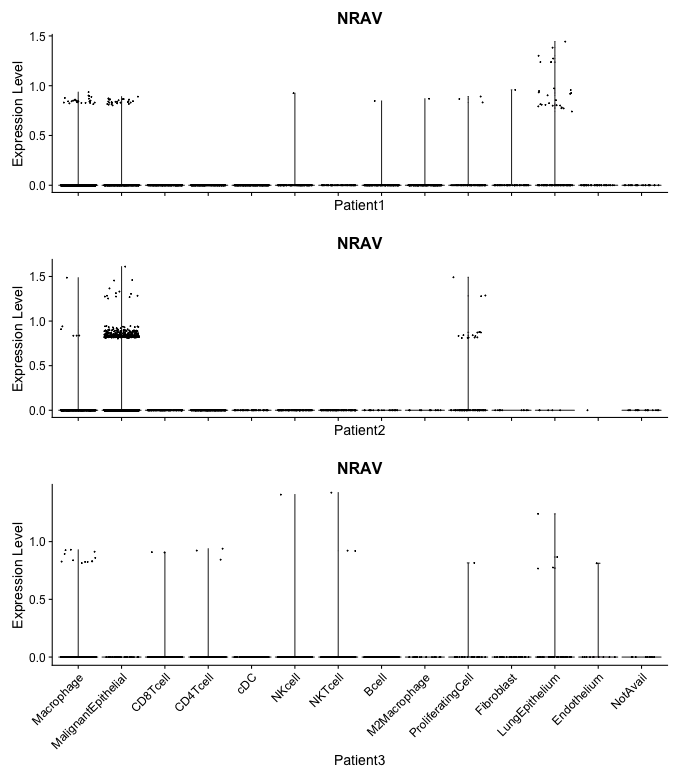 NRAV
Expression Level
1.5
1.0
0.5
0.0
Patient1
NRAV
Expression Level
1.5
1.0
0.5
0.0
Patient2
NRAV
Expression Level
1.0
0.5
0.0
Macrophage
MalignantEpithelial
CD8Tcell
CD4Tcell
cDC
NKcell
NKTcell
Bcell
M2Macrophage
ProliferatingCell
Fibroblast
LungEpithelium
Endothelium
NotAvail
Patient3